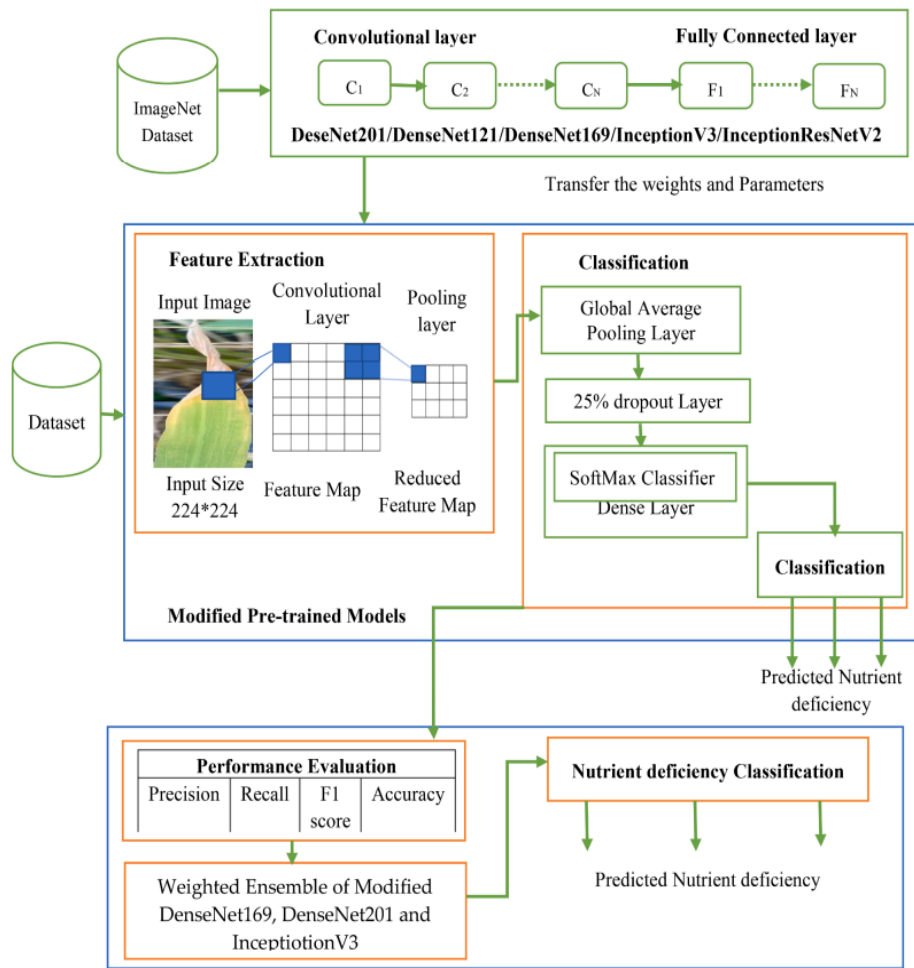 Convolutional layer
Fully Connected layer
ImageNet
Dataset
C1
C2
CN
F1
FN
DeseNet201/DenseNet121/DenseNet169/InceptionV3/InceptionResNetV2
Transfer the weights and Parameters
Feature Extraction
Input Image
Convolutional
Layer
Pooling
layer
Input Size
224*224
Feature Map
Reduced
Feature Map
Dataset
Classification
Global Average
Pooling Layer
25% dropout Layer
SoftMax Classifier
Dense Layer
Classification
Modified Pre-trained Models
Predicted Nutrient
deficiency
Performance Evaluation
Precision
Recall
F1
score
Accuracy
Weighted Ensemble of Modified
DenseNet169, DenseNet201 and
InceptiotionV3
Nutrient deficiency Classification
Predicted Nutrient deficiency